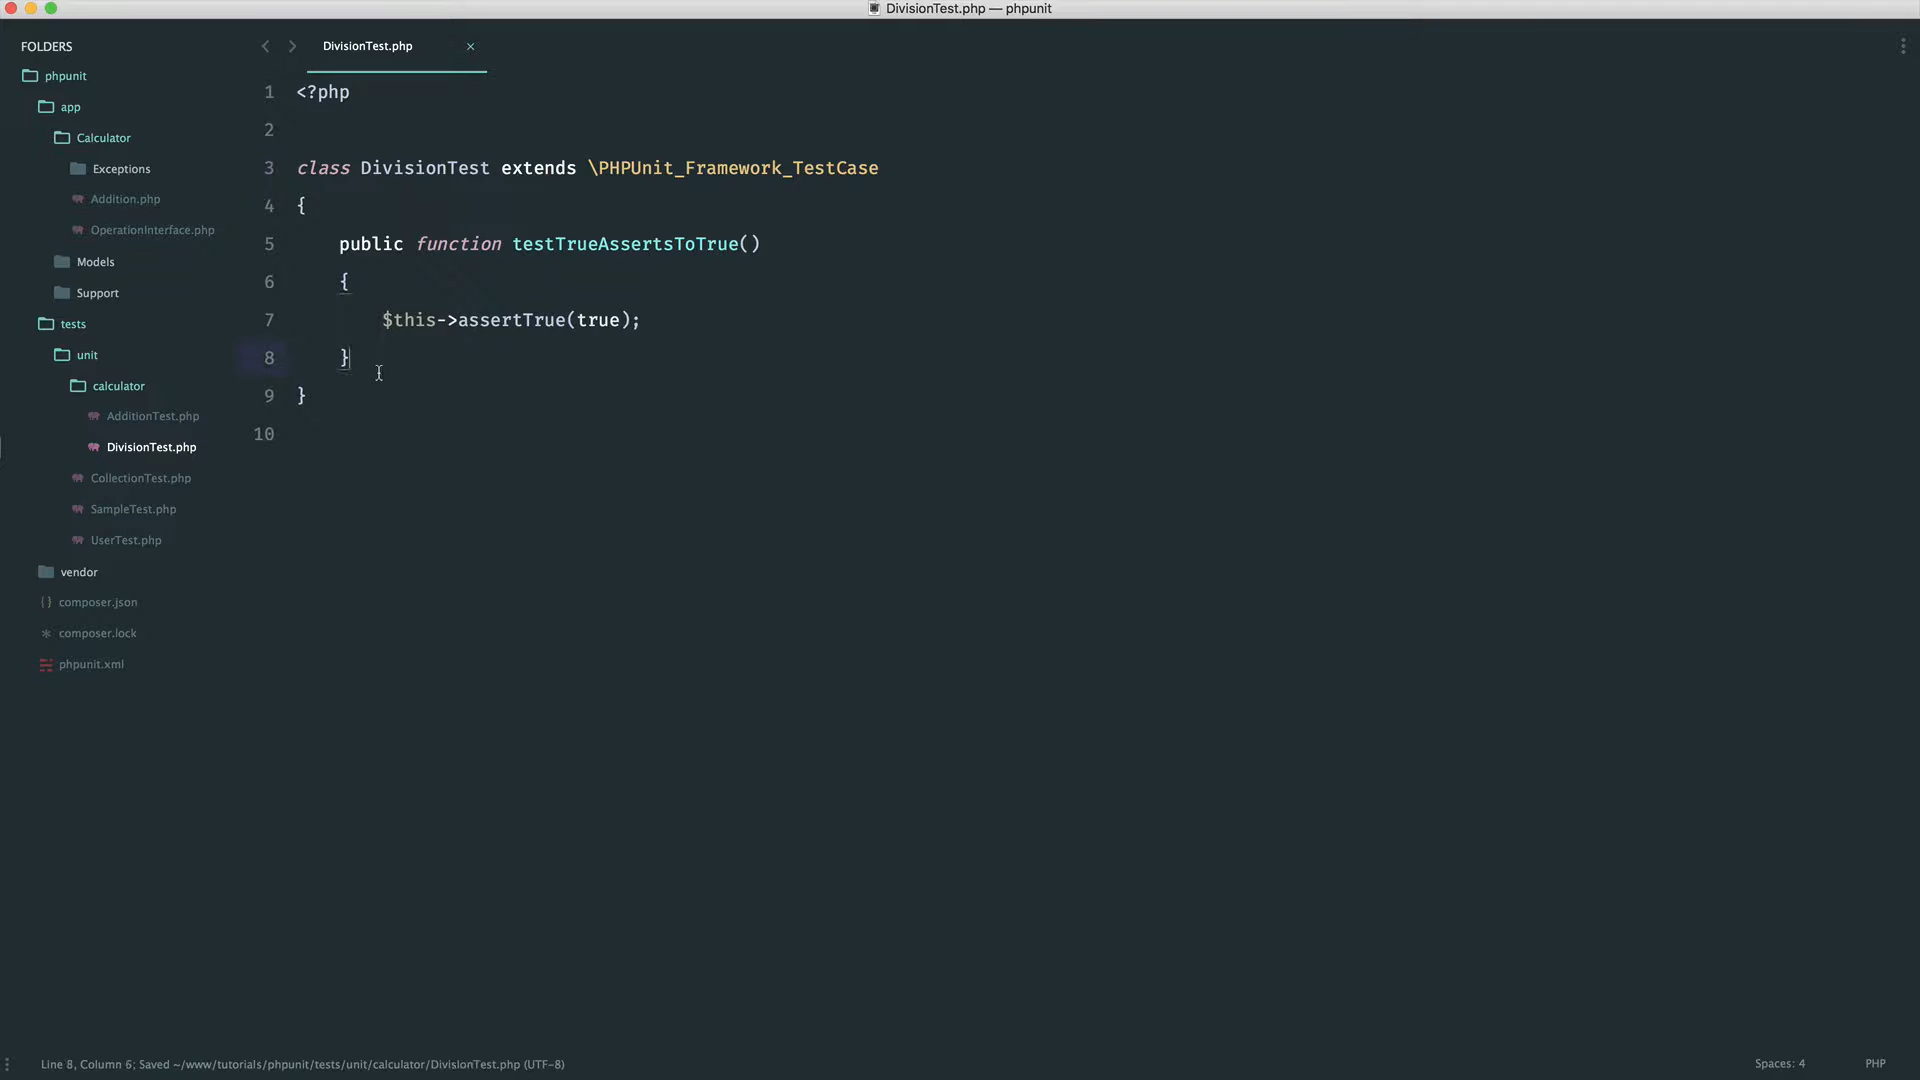 DivisionTest.php — phpunit
FOLDERS
phpunit
app
Calculator
Exceptions
Addition.php
OperationInterface.php
Models
Support
tests
unit
calculator
AdditionTest.php
DivisionTest.php
CollectionTest.php
SampleTest.php
UserTest.php
vendor
composer.json
composer.lock
phpunit.xml
DivisionTest.php ×
1 <?php
2
3 class DivisionTest extends \PHPUnit_Framework_TestCase
4 {
5     public function testTrueAssertsToTrue()
6     {
7         $this->assertTrue(true);
8     }
9 }
10
Line 8, Column 6; Saved ~/www/tutorials/phpunit/tests/unit/calculator/DivisionTest.php (UTF-8)
Spaces: 4
PHP